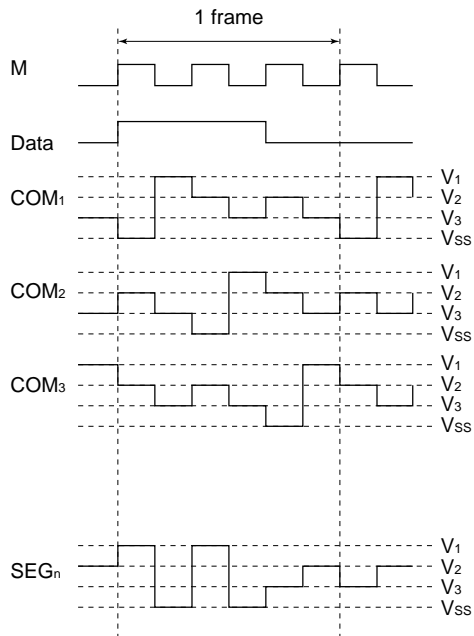 1 frame
M
Data
COM1
V1
V2
V3
VSS
COM2
V1
V2
V3
VSS
COM3
V1
V2
V3
VSS
SEGn
V1
V2
V3
VSS